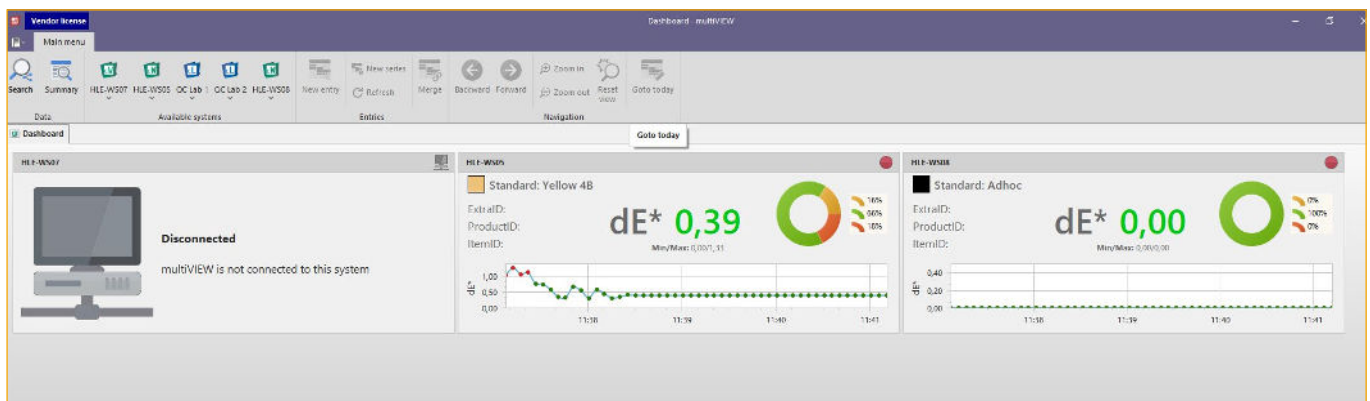 Vendor license
Dashboard - multiVIEW
Main menu
Search
Summary
HLE-WS07
HLE-WS05
QC Lab 1
QC Lab 2
HLE-WS08
New entry
New series
Refresh
Merge
Backward
Forward
Zoom in
Zoom out
Reset view
Goto today
Data
Available systems
Entries
Navigation
Dashboard
Goto today
HLE-WS07
Disconnected
multiVIEW is not connected to this system
HLE-WS05
Standard: Yellow 4B
ExtraID:
ProductID:
ItemID:
dE* 0,39
Min/Max: 0,00/1,31
16%
66%
18%
dE*
1,00
0,50
0,00
11:38
11:39
11:40
11:41
HLE-WS08
Standard: Adhoc
ExtraID:
ProductID:
ItemID:
dE* 0,00
Min/Max: 0,00/0,00
0%
100%
0%
dE*
0,40
0,20
0,00
11:38
11:39
11:40
11:41